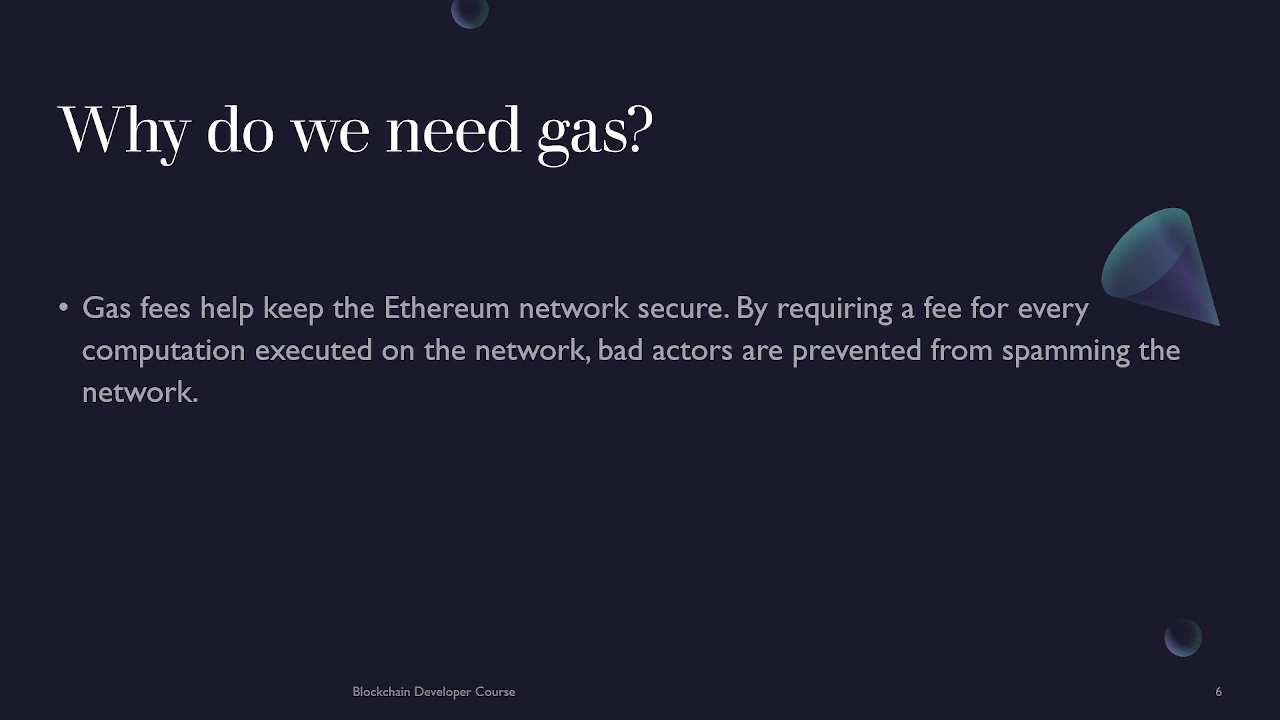 Why do we need gas?
• Gas fees help keep the Ethereum network secure. By requiring a fee for every
computation executed on the network, bad actors are prevented from spamming the
network.
Blockchain Developer Course
6